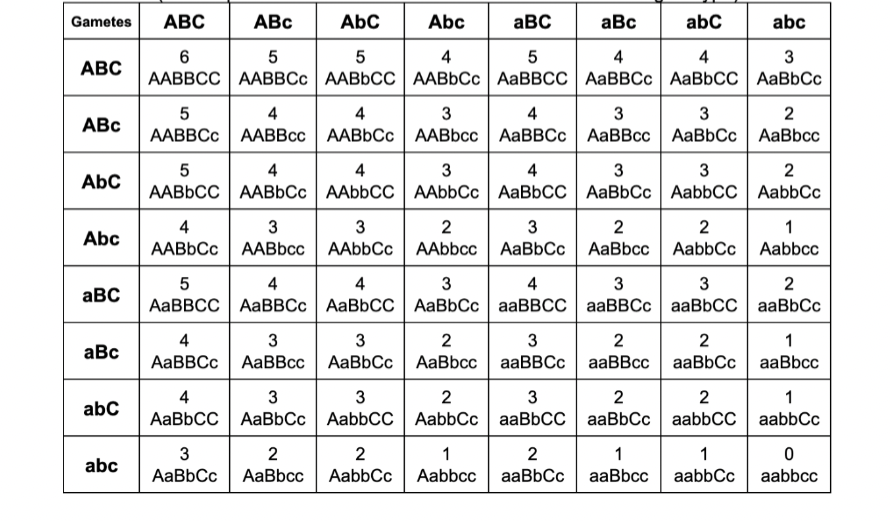 Gametes ABC ABc AbC Abc aBC aBc abC abc
6 5 5 4 5 4 4 3
ABC AABBCC AABBCc AABbCC AABbCc AaBBCC AaBBCc AaBbCC AaBbCc
5 4 4 3 4 3 3 2
ABc AABBCc AABBcc AABbCc AABbcc AaBBCc AaBBcc AaBbCc AaBbcc
5 4 4 3 4 3 3 2
AbC AABbCC AABbCc AAbbCC AAbbCc AaBbCC AaBbCc AabbCC AabbCc
4 3 3 2 3 2 2 1
Abc AABbCc AABbcc AAbbCc AAbbcc AaBbCc AaBbcc AabbCc Aabbcc
5 4 4 3 4 3 3 2
aBC AaBBCC AaBBCc AaBbCC AaBbCc aaBBCC aaBBCc aaBbCC aaBbCc
4 3 3 2 3 2 2 1
aBc AaBBCc AaBBcc AaBbCc AaBbcc aaBBCc aaBBcc aaBbCc aaBbcc
4 3 3 2 3 2 2 1
abC AaBbCC AaBbCc AabbCC AabbCc aaBbCC aaBbCc aabbCC aabbCc
3 2 2 1 2 1 1 0
abc AaBbCc AaBbcc AabbCc Aabbcc aaBbCc aaBbcc aabbCc aabbcc